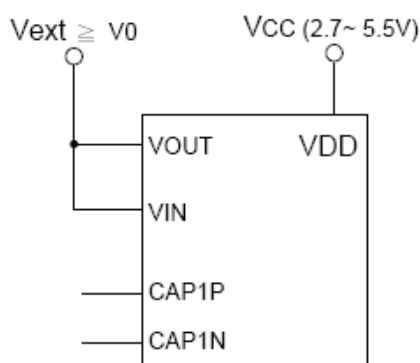 Vext ≧ V0
VCC (2.7~ 5.5V)
VOUT
VDD
VIN
CAP1P
CAP1N